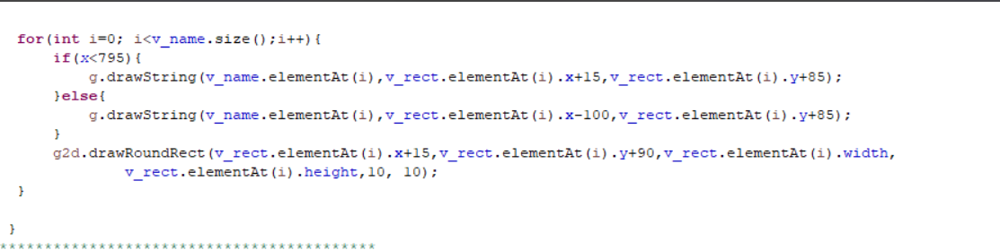 for(int i=0; i<v_name.size();i++){
if(x<795){
g.drawString(v_name.elementAt(i),v_rect.elementAt(i).x+15,v_rect.elementAt(i).y+85);
}else{
g.drawString(v_name.elementAt(i),v_rect.elementAt(i).x-100,v_rect.elementAt(i).y+85);
}
g2d.drawRoundRect(v_rect.elementAt(i).x+15,v_rect.elementAt(i).y+90,v_rect.elementAt(i).width,
v_rect.elementAt(i).height,10, 10);
}
}
******************************************